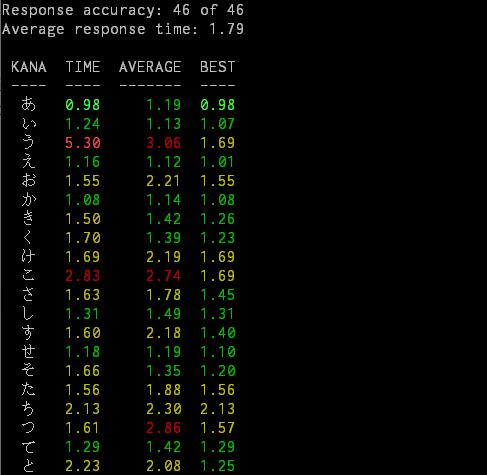 Response accuracy: 46 of 46
Average response time: 1.79
KANA TIME AVERAGE BEST
---- ---- ------- ----
あ 0.98 1.19 0.98
い 1.24 1.13 1.07
う 5.30 3.06 1.69
え 1.16 1.12 1.01
お 1.55 2.21 1.55
か 1.08 1.14 1.08
き 1.50 1.42 1.26
く 1.70 1.39 1.23
け 1.69 2.19 1.69
こ 2.83 2.74 1.69
さ 1.63 1.78 1.45
し 1.31 1.49 1.31
す 1.60 2.18 1.40
せ 1.18 1.19 1.10
そ 1.66 1.35 1.20
た 1.56 1.88 1.56
ち 2.13 2.30 2.13
つ 1.61 2.86 1.57
て 1.29 1.42 1.29
と 2.23 2.08 1.25